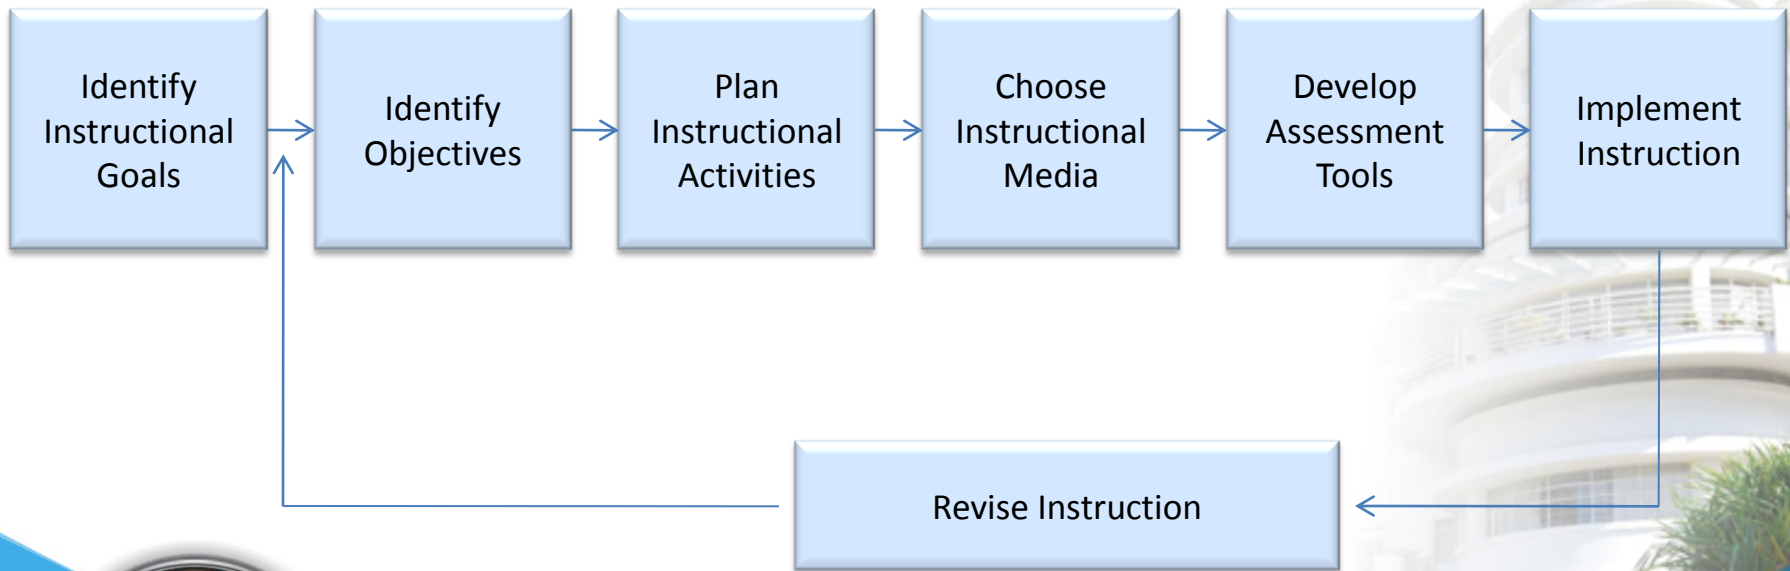 Identify
Instructional
Goals
Identify
Objectives
Plan
Instructional
Activities
Choose
Instructional
Media
Develop
Assessment
Tools
Implement
Instruction
Revise Instruction